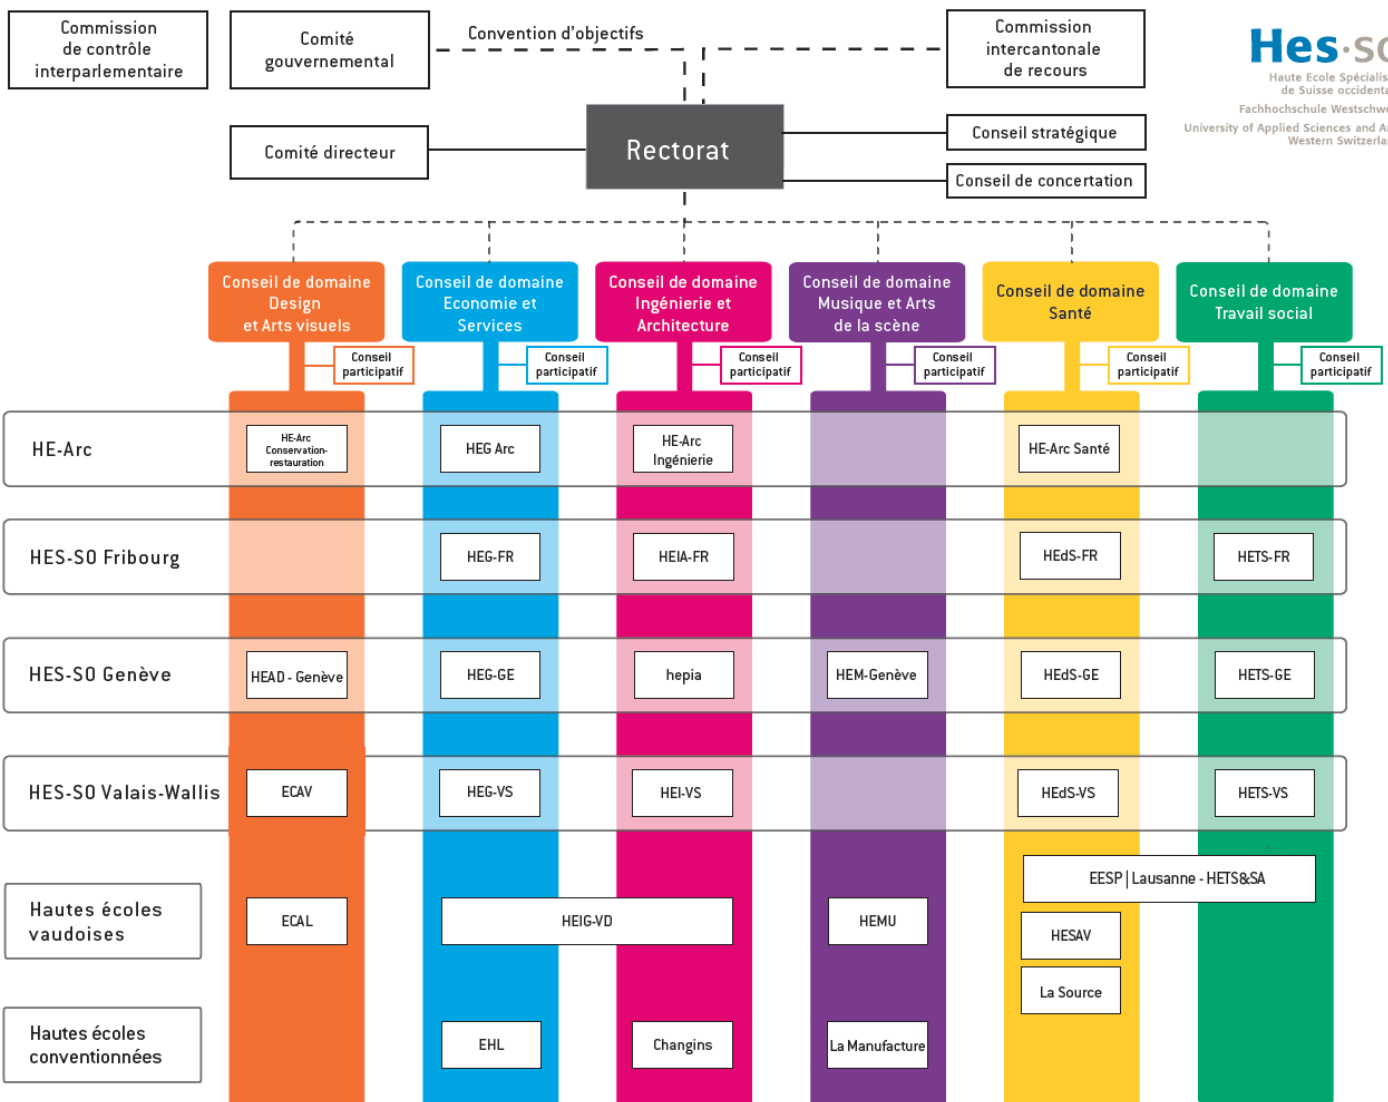 Commission
de contrôle
interparlementaire
Comité
gouvernemental
Convention d'objectifs
Commission
intercantonale
de recours
Hes·so
Haute Ecole Spécialis
de Suisse occidenta
Fachhochschule Westschwe
University of Applied Sciences and Ar
Western Switzerla
Comité directeur
Rectorat
Conseil stratégique
Conseil de concertation
Conseil de domaine
Design
et Arts visuels
Conseil de domaine
Economie et
Services
Conseil de domaine
Ingénierie et
Architecture
Conseil de domaine
Musique et Arts
de la scène
Conseil de domaine
Santé
Conseil de domaine
Travail social
Conseil
participatif
Conseil
participatif
Conseil
participatif
Conseil
participatif
Conseil
participatif
Conseil
participatif
HE-Arc
HE-Arc
Conservation-
restauration
HEG Arc
HE-Arc
Ingénierie
HE-Arc Santé
HES-SO Fribourg
HEG-FR
HEIA-FR
HEdS-FR
HETS-FR
HES-SO Genève
HEAD - Genève
HEG-GE
hepia
HEM-Genève
HEdS-GE
HETS-GE
HES-SO Valais-Wallis
ECAV
HEG-VS
HEI-VS
HEdS-VS
HETS-VS
EESP | Lausanne - HETS&SA
Hautes écoles
vaudoises
ECAL
HEIG-VD
HEMU
HESAV
La Source
Hautes écoles
conventionnées
EHL
Changins
La Manufacture